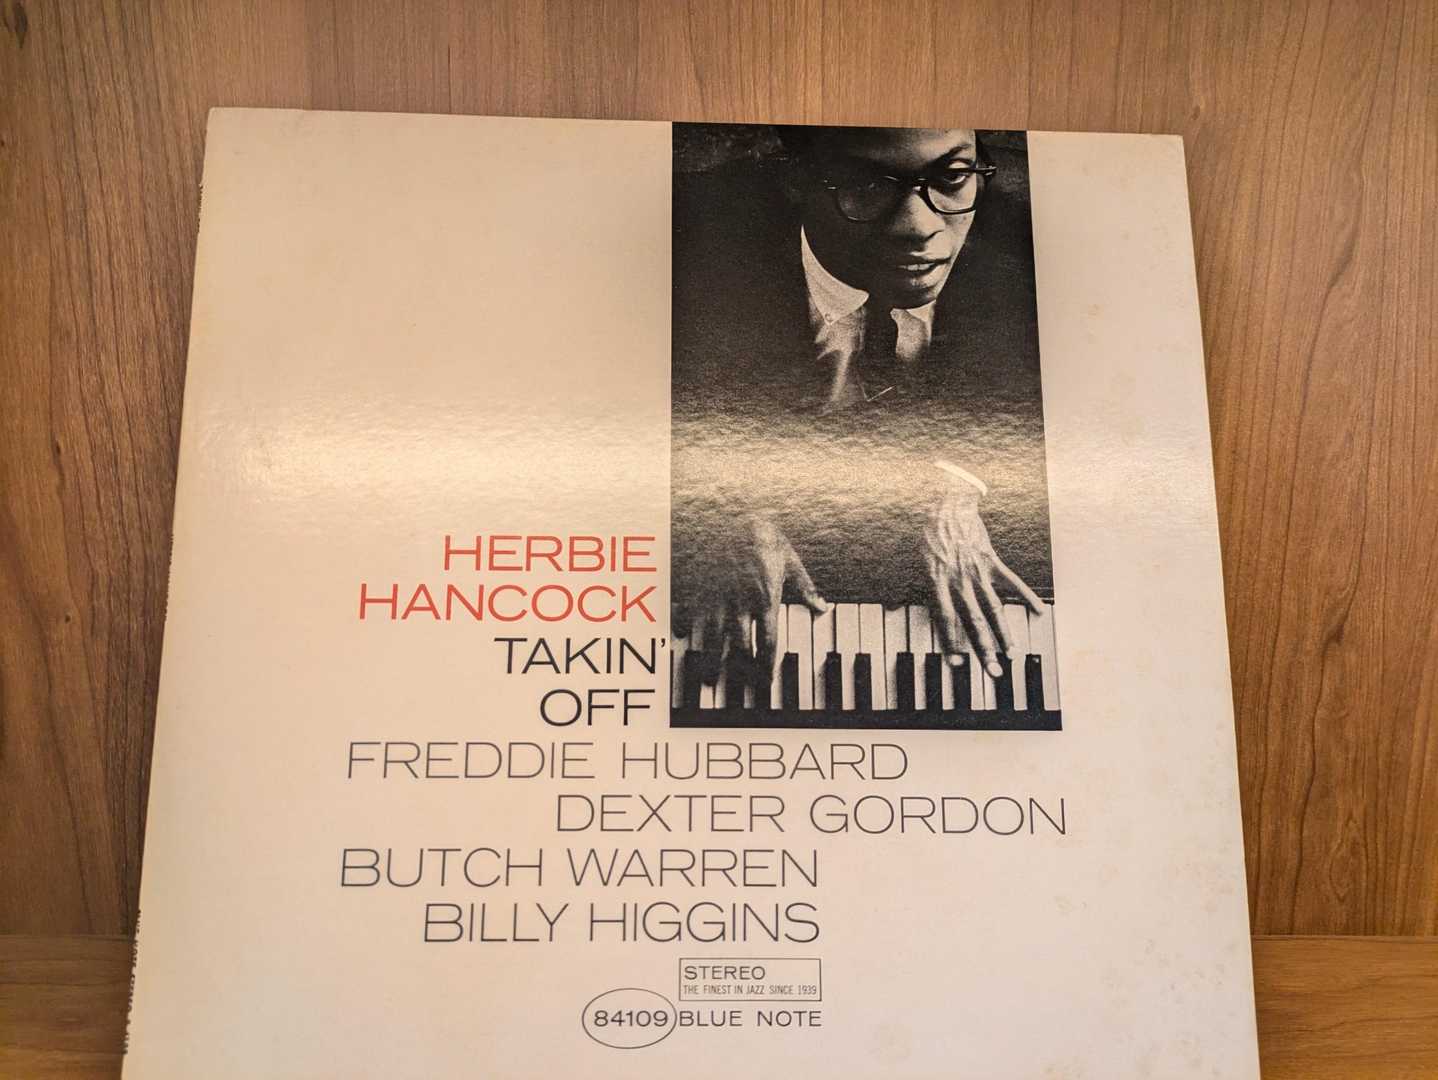 HERBIE
HANCOCK
TAKIN'
OFF
FREDDIE HUBBARD
DEXTER GORDON
BUTCH WARREN
BILLY HIGGINS
STEREO
THE FINEST IN JAZZ SINCE 1939
84109 BLUE NOTE